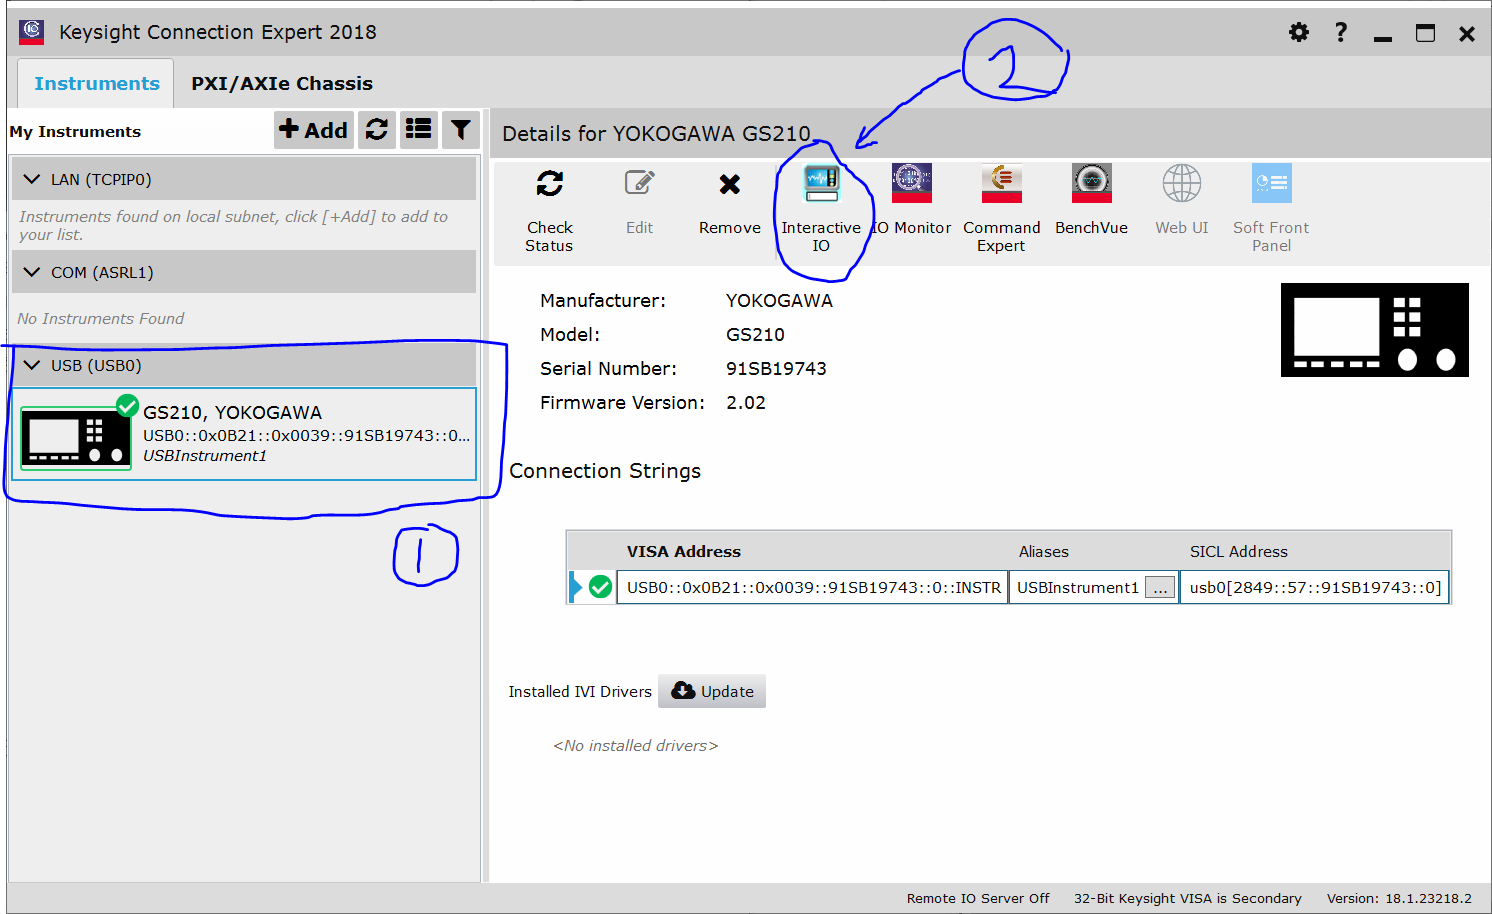 Keysight Connection Expert 2018
?
Instruments
PXI/AXIe Chassis
2
My Instruments
Add
Details for YOKOGAWA GS210
LAN (TCPIP0)
Instruments found on local subnet, click [+Add] to add to
your list.
COM (ASRL1)
No Instruments Found
USB (USB0)
GS210, YOKOGAWA
USB0::0x0B21::0x0039::91SB19743::0...
USBInstrument1
1
Check
Status
Edit
Remove
Interactive
IO
IO Monitor
Command
Expert
BenchVue
Web UI
Soft Front
Panel
Manufacturer: YOKOGAWA
Model: GS210
Serial Number: 91SB19743
Firmware Version: 2.02
Connection Strings
VISA Address Aliases SICL Address
USB0::0x0B21::0x0039::91SB19743::0::INSTR USBInstrument1 ... usb0[2849::57::91SB19743::0]
Installed IVI Drivers Update
<No installed drivers>
Remote IO Server Off 32-Bit Keysight VISA is Secondary Version: 18.1.23218.2